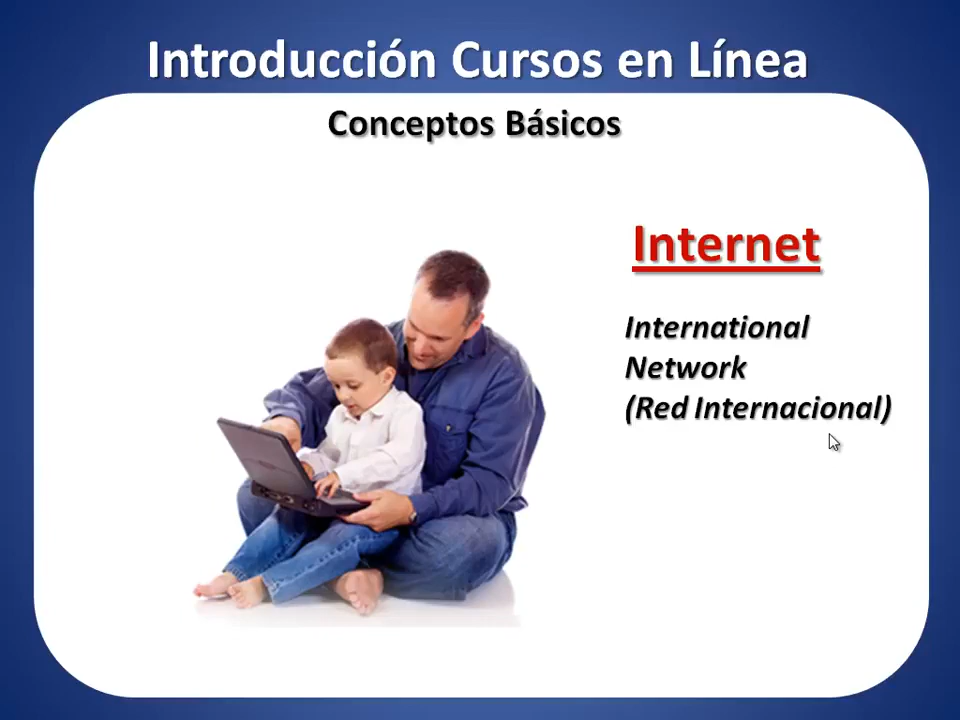 Introducción Cursos en Línea
Conceptos Básicos
Internet
International
Network
(Red Internacional)